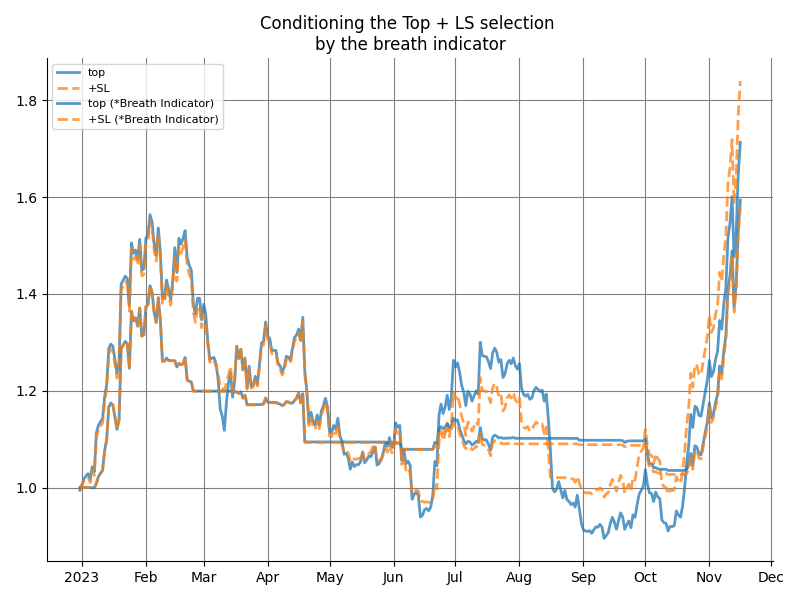 Conditioning the Top + LS selection
by the breath indicator
top
+SL
top (*Breath Indicator)
+SL (*Breath Indicator)
1.8
1.6
1.4
1.2
1.0
2023 Feb Mar Apr May Jun Jul Aug Sep Oct Nov Dec